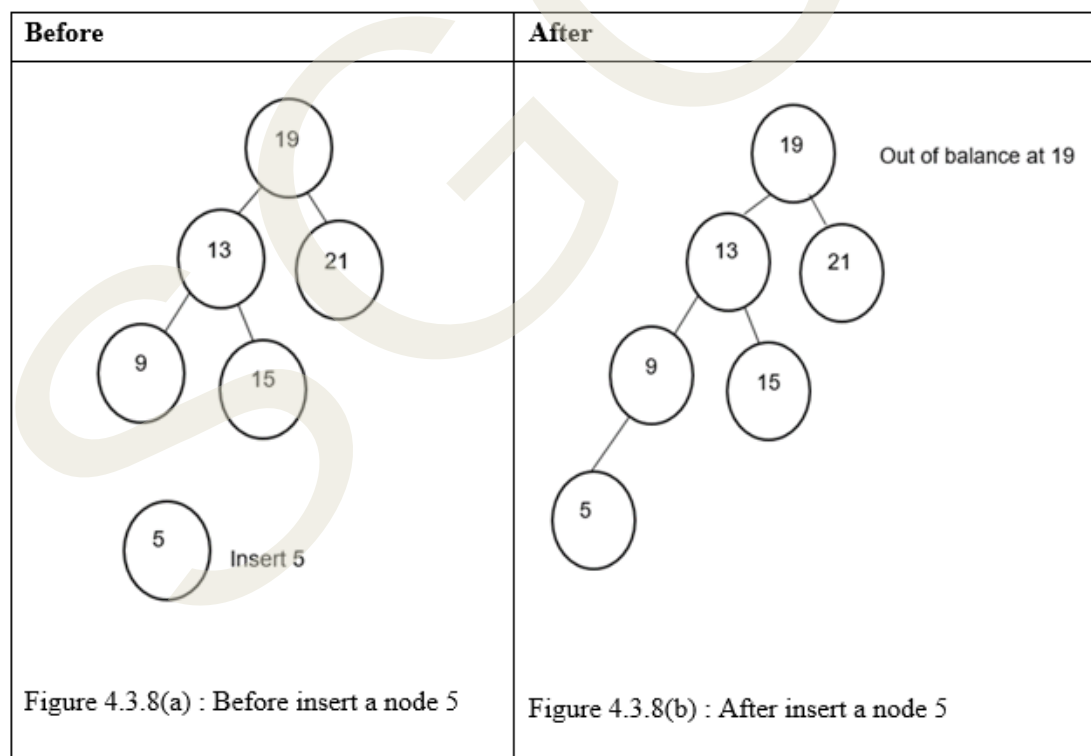 Before
After
19
13
21
9
15
5
Insert 5
Figure 4.3.8(a) : Before insert a node 5
19
Out of balance at 19
13
21
9
15
5
Figure 4.3.8(b) : After insert a node 5